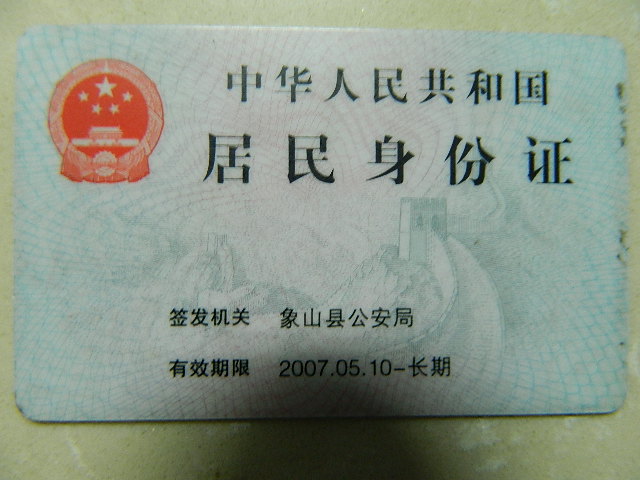 中华人民共和国
居民身份证
签发机关 象山县公安局
有效期限 2007.05.10-长期